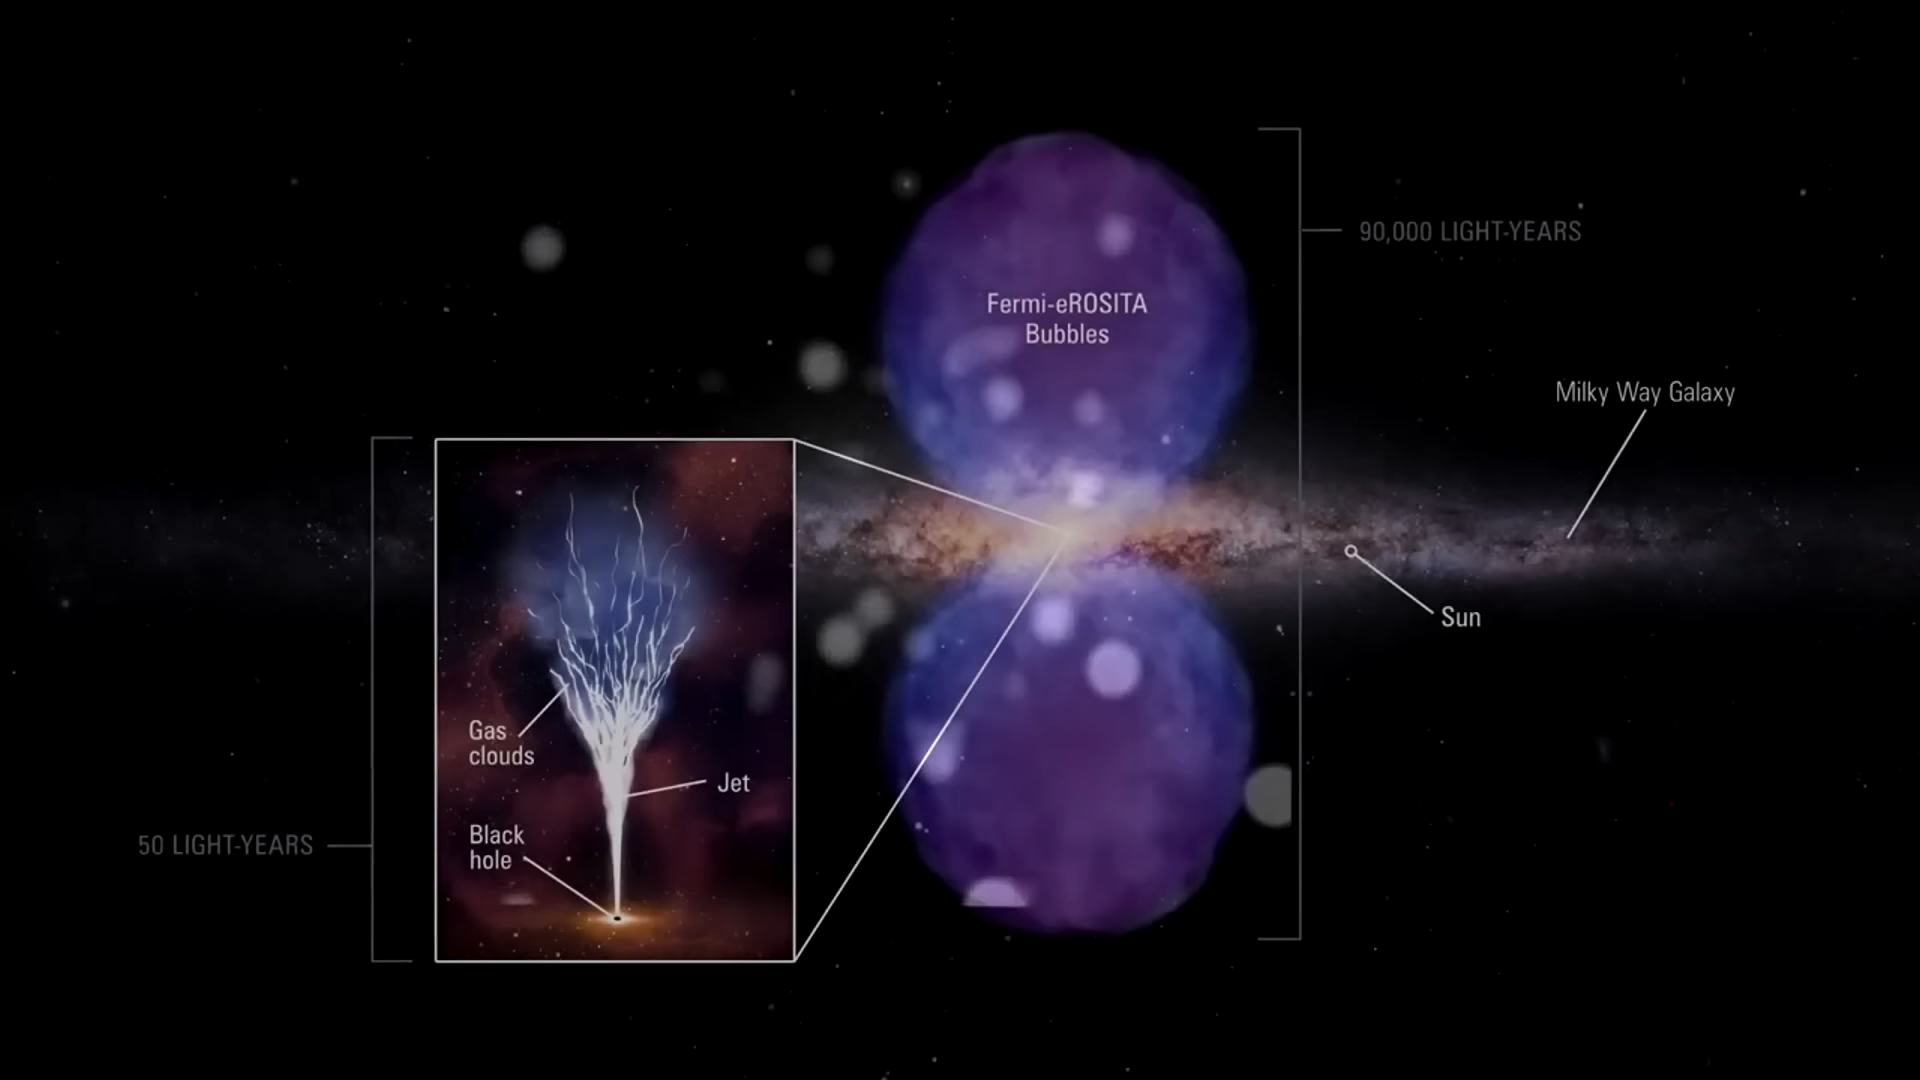 Fermi-eROSITA
Bubbles
90,000 LIGHT-YEARS
Milky Way Galaxy
Sun
Gas
clouds
Jet
Black
hole
50 LIGHT-YEARS